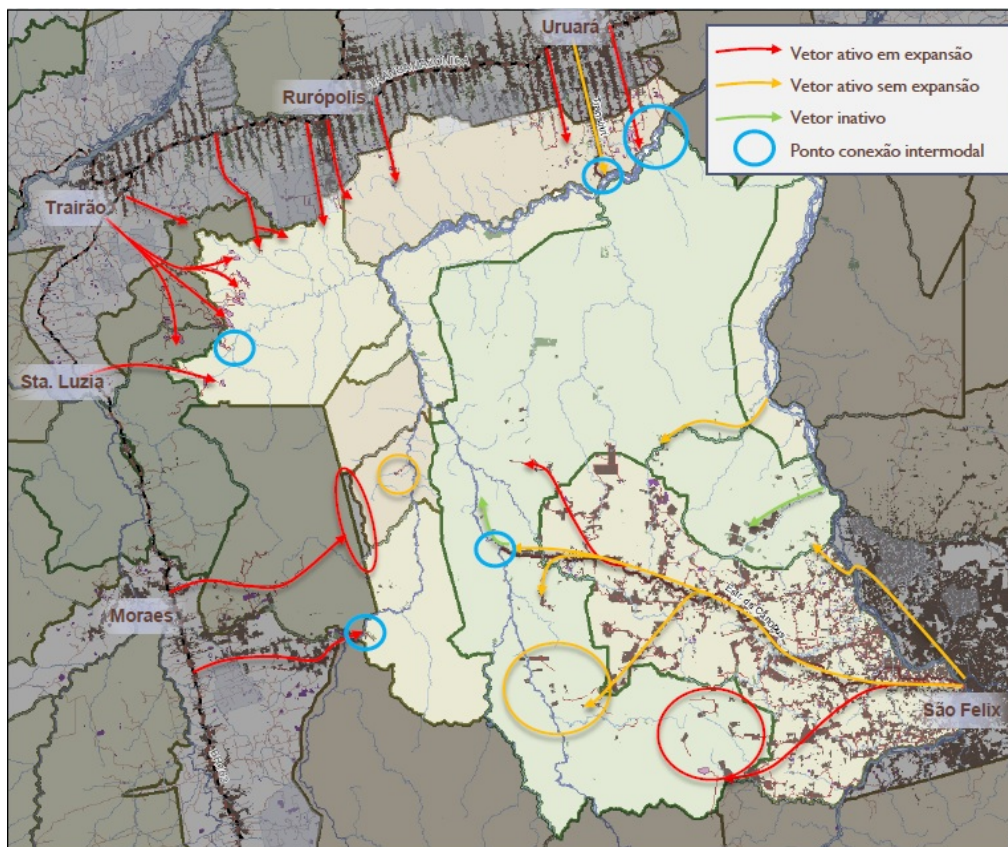 Uruará
Rurópolis
TRANSAMAZÔNICA
Trairão
Sta. Luzia
Moraes
São Felix
Vetor ativo em expansão
Vetor ativo sem expansão
Vetor inativo
Ponto conexão intermodal